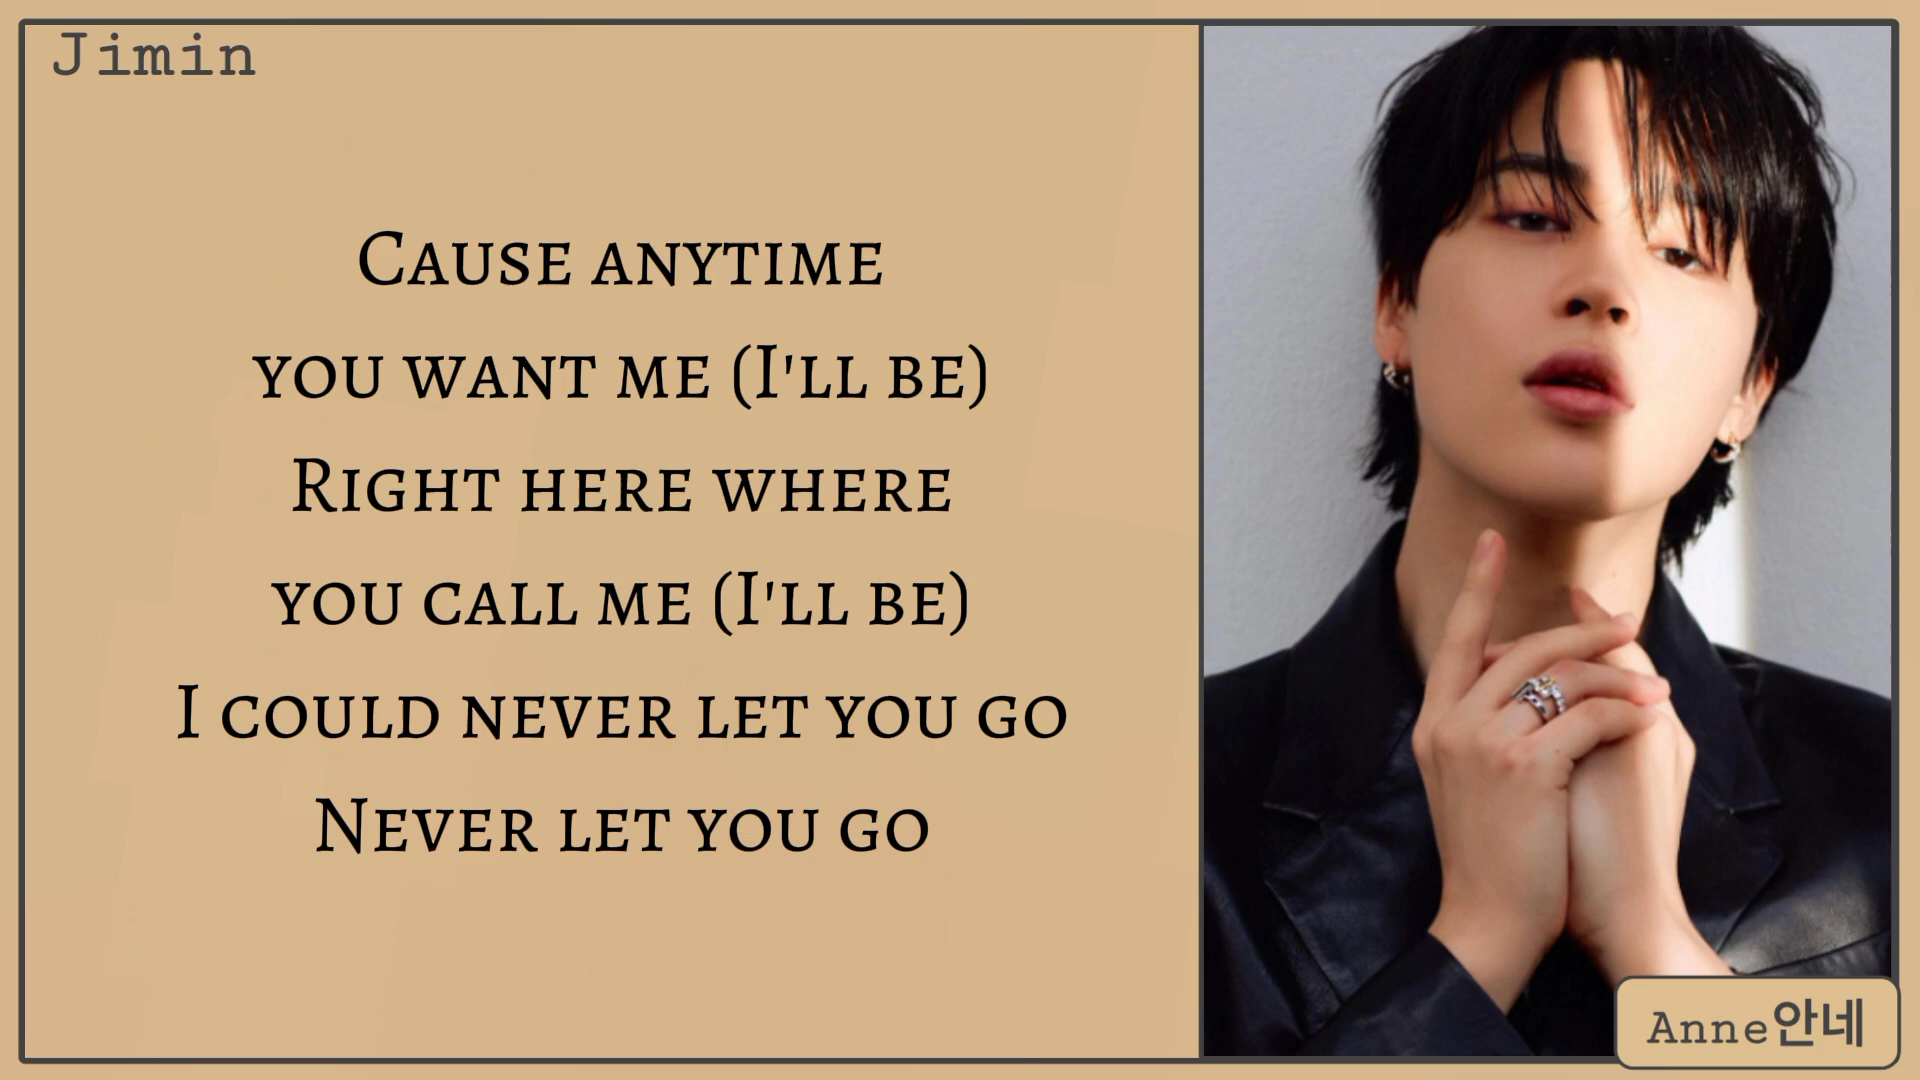 Jimin
Cause anytime
you want me (I'll be)
Right here where
you call me (I'll be)
I could never let you go
Never let you go
Anne안네